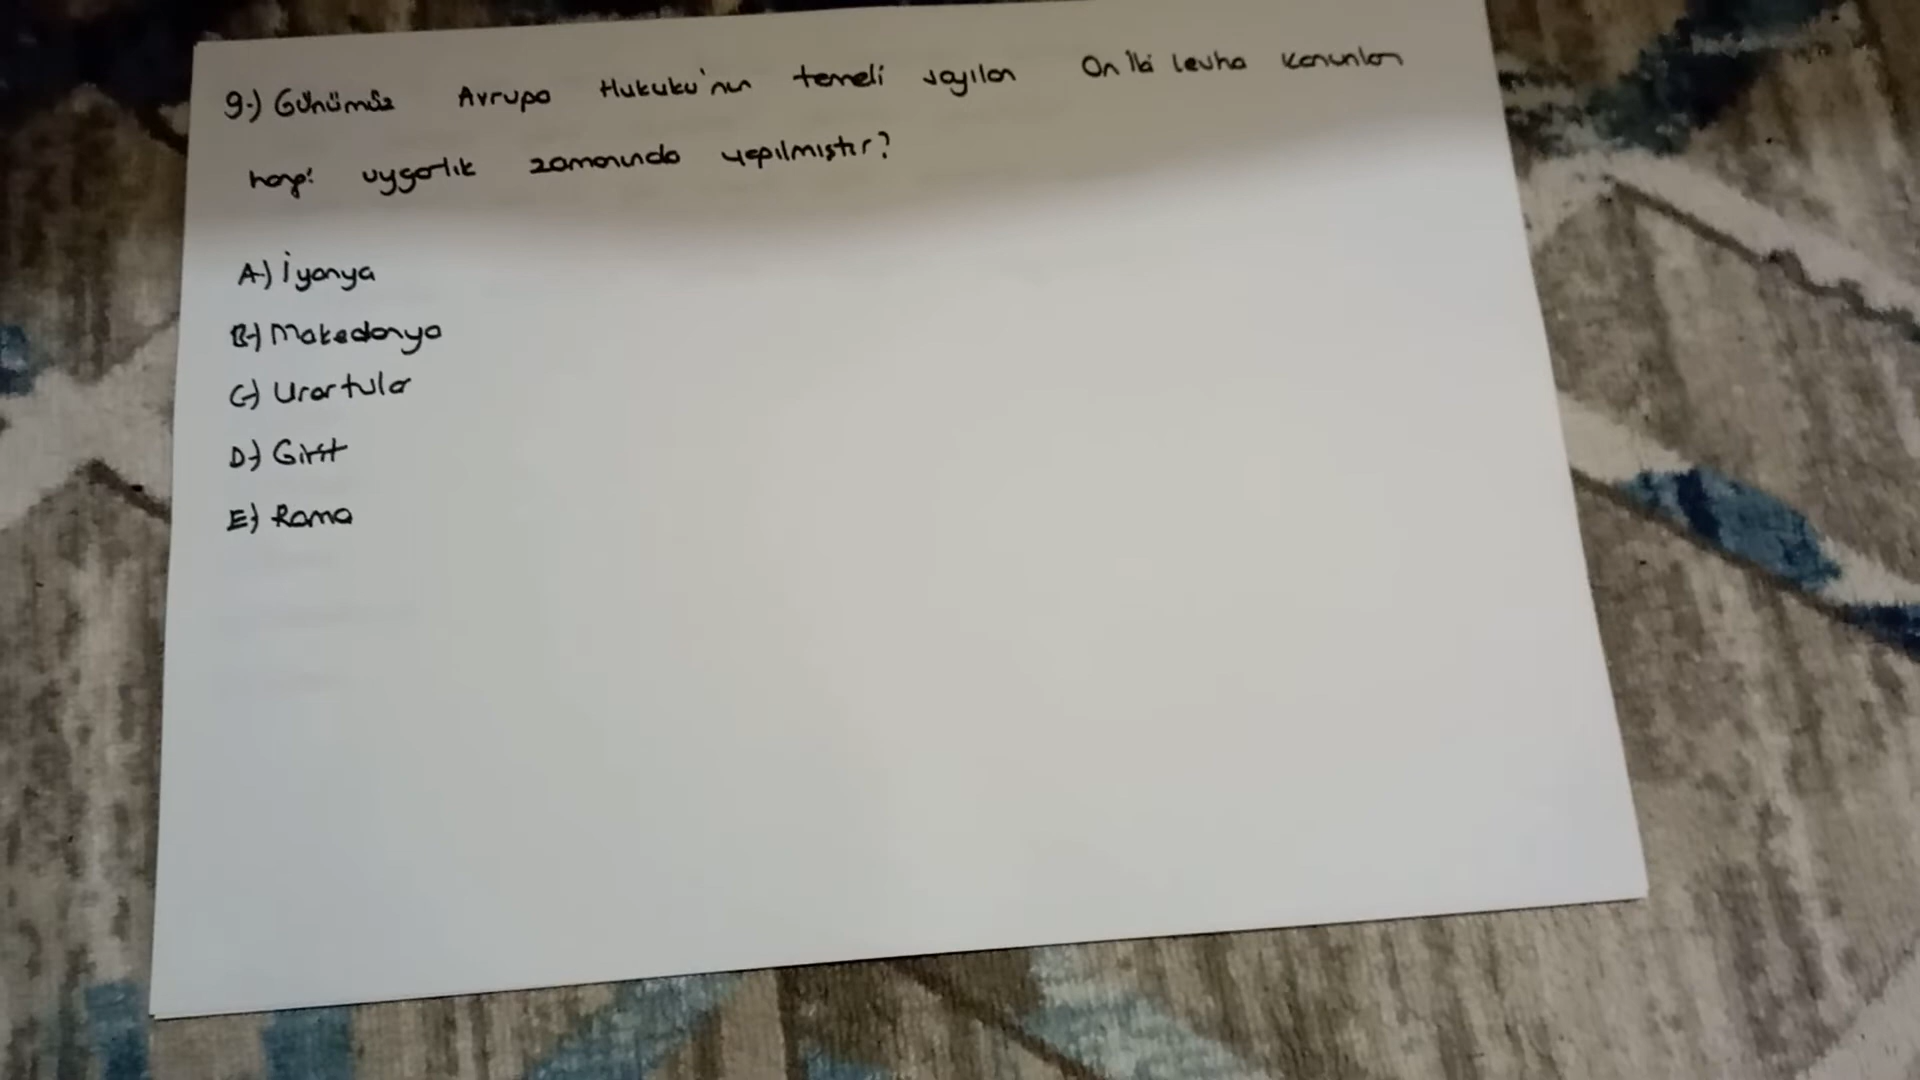 9-) Günümüz Avrupa Hukuku'nun temeli sayılan On İki levha kanunları
hangi uygarlık zamanında yapılmıştır?
A-) İyonya
B-) Makedonya
C-) Urartular
D-) Girit
E-) Roma